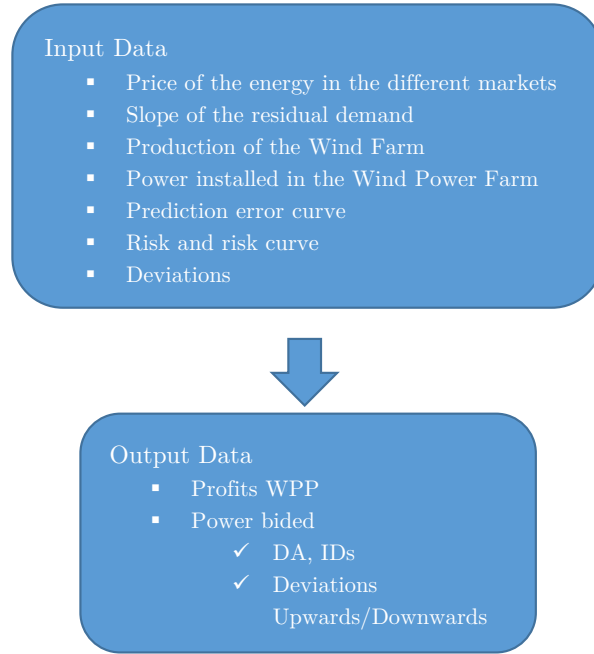 Input Data
▪ Price of the energy in the different markets
▪ Slope of the residual demand
▪ Production of the Wind Farm
▪ Power installed in the Wind Power Farm
▪ Prediction error curve
▪ Risk and risk curve
▪ Deviations
Output Data
▪ Profits WPP
▪ Power bided
✓ DA, IDs
✓ Deviations
Upwards/Downwards